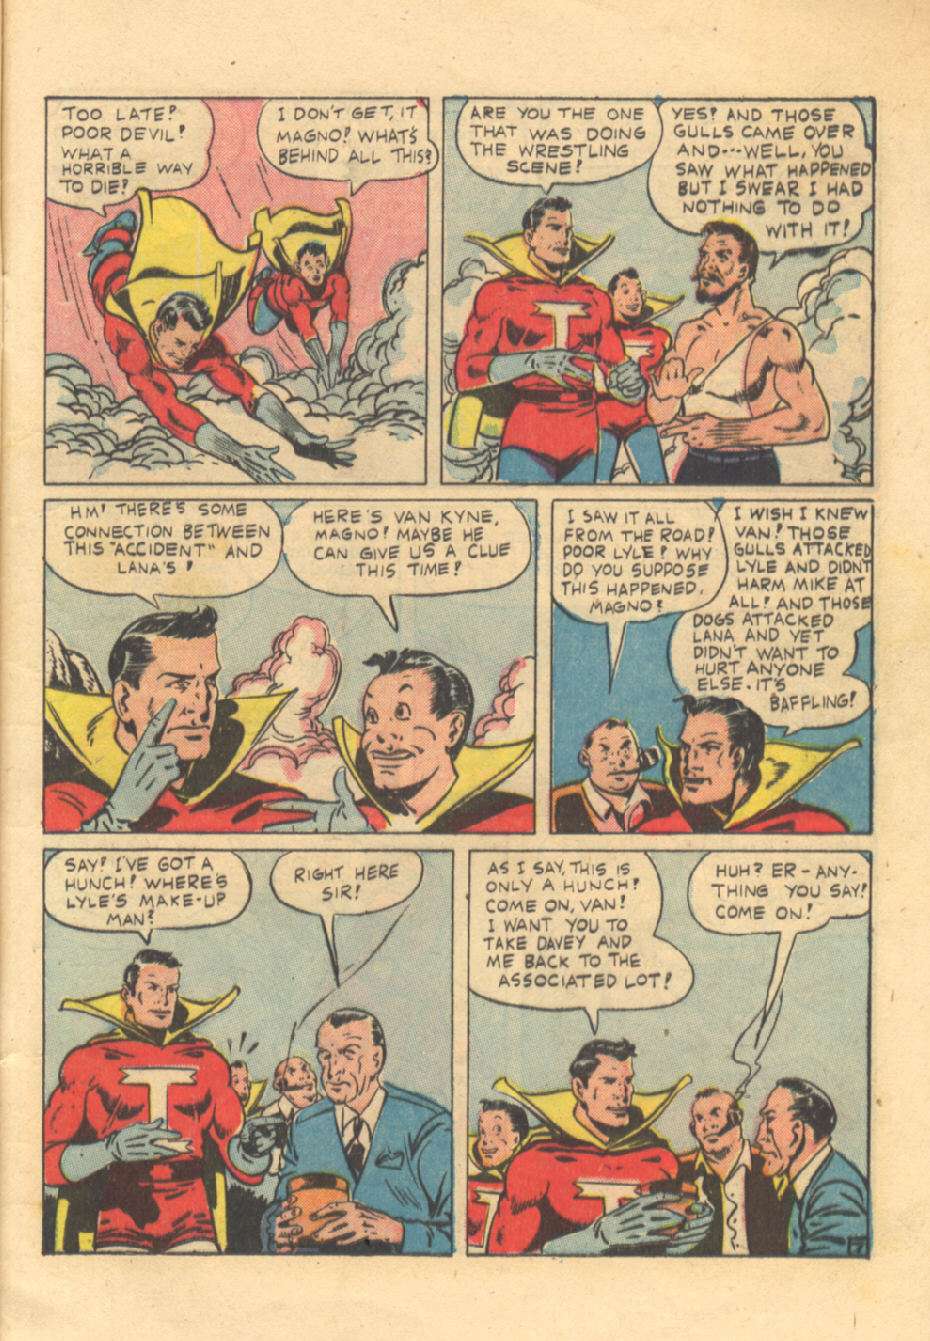 TOO LATE!
POOR DEVIL!
WHAT A
HORRIBLE WAY
TO DIE!
I DON'T GET IT
MAGNO! WHAT'S
BEHIND ALL THIS?
ARE YOU THE ONE
THAT WAS DOING
THE WRESTLING
SCENE?
YES! AND THOSE
GULLS CAME OVER
AND---WELL, YOU
SAW WHAT HAPPENED
BUT I SWEAR I HAD
NOTHING TO DO
WITH IT!
T
T
HM! THERE'S SOME
CONNECTION BETWEEN
THIS "ACCIDENT" AND
LANA'S!
HERE'S VAN KYNE,
MAGNO! MAYBE HE
CAN GIVE US A CLUE
THIS TIME!
I SAW IT ALL
FROM THE ROAD!
POOR LYLE! WHY
DO YOU SUPPOSE
THIS HAPPENED,
MAGNO?
I WISH I KNEW
VAN! THOSE
GULLS ATTACKED
LYLE AND DIDN'T
HARM MIKE AT
ALL! AND THOSE
DOGS ATTACKED
LANA AND YET
DIDN'T WANT TO
HURT ANYONE
ELSE. IT'S
BAFFLING!
SAY! I'VE GOT A
HUNCH! WHERE'S
LYLE'S MAKE-UP
MAN?
RIGHT HERE
SIR!
T
AS I SAY, THIS IS
ONLY A HUNCH!
COME ON, VAN!
I WANT YOU TO
TAKE DAVEY AND
ME BACK TO THE
ASSOCIATED LOT!
HUH? ER-ANY-
THING YOU SAY!
COME ON!
T
T
7